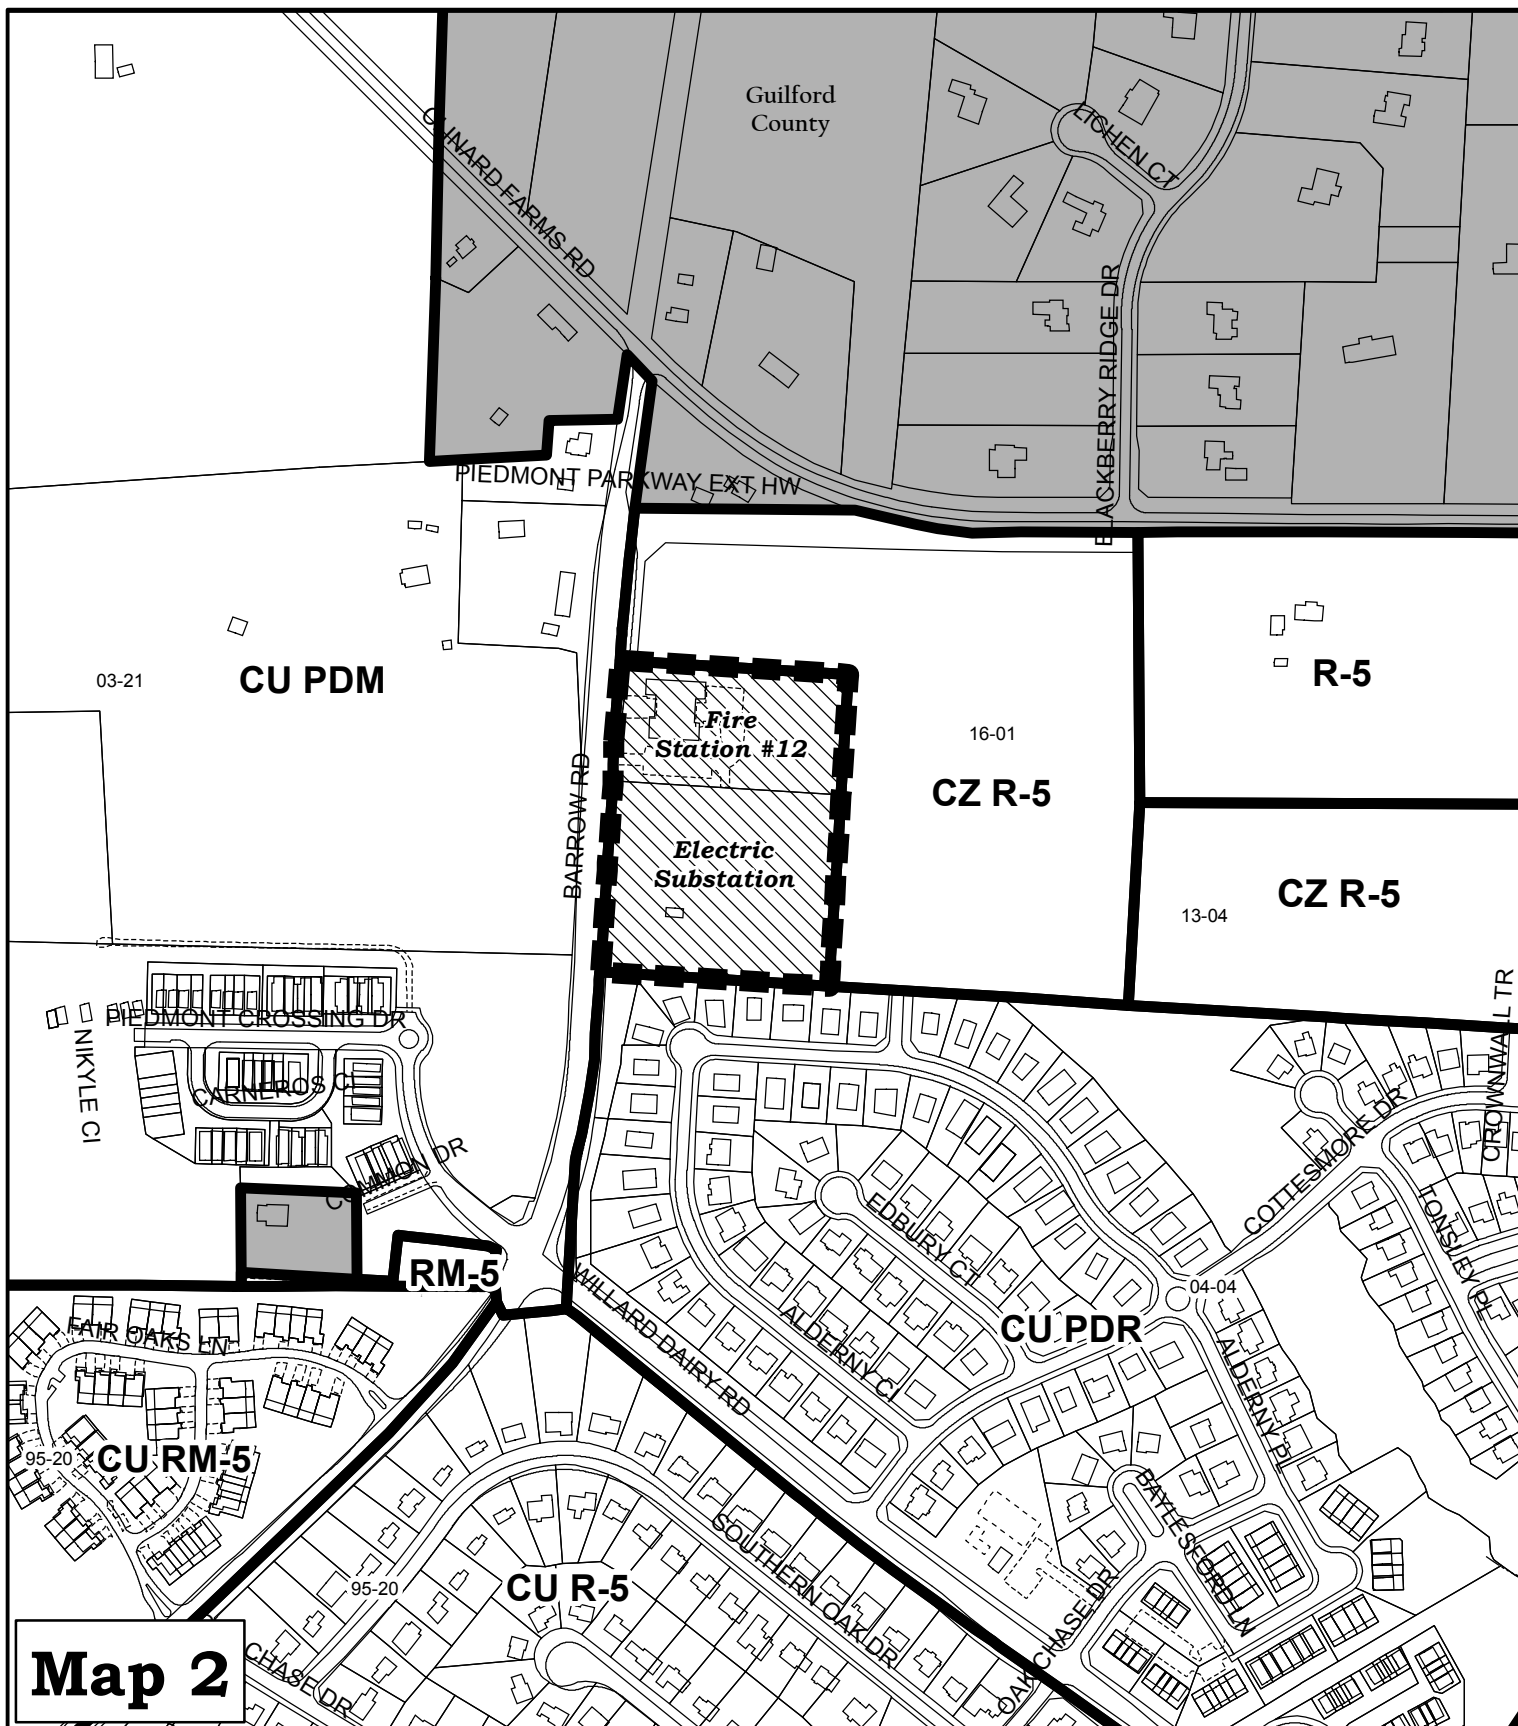 Guilford
County
LICHEN CT
CUNARD FARMS RD
BLACKBERRY RIDGE DR
PIEDMONT PARKWAY EXT HW
03-21
CU PDM
R-5
Fire
Station #12
16-01
CZ R-5
BARROW RD
Electric
Substation
CZ R-5
13-04
CROWNWALL TR
PIEDMONT CROSSING DR
NIKYLE CI
CARNEROS CI
COTTESMORE DR
COMMON DR
EDBURY CT
TONSLEY PL
RM-5
04-04
WILLARD DAIRY RD
ALDERNY CI
CU PDR
FAIR OAKS LN
ALDERNY PL
95-20
CU RM-5
BAYLESFORD LN
SOUTHERN OAK DR
95-20
CU R-5
OAK CHASE DR
CHASE DR
Map 2